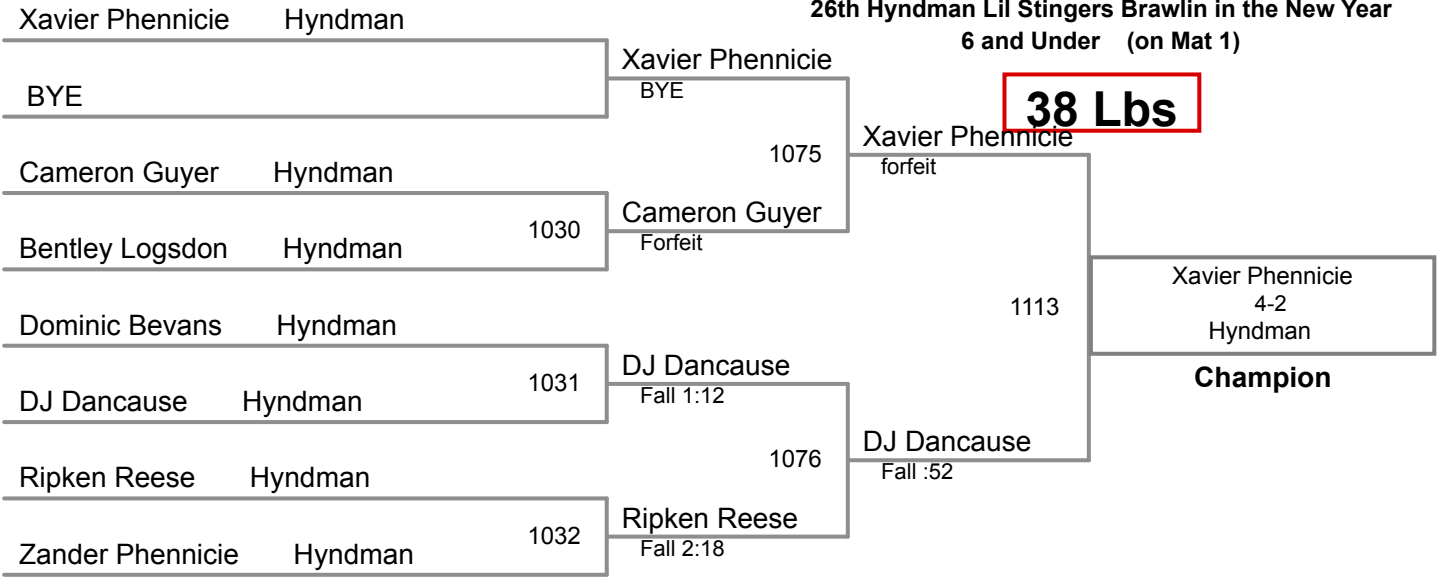 26th Hyndman Lil Stingers Brawlin in the New Year
6 and Under (on Mat 1)
38 Lbs
Xavier Phennicie Hyndman
BYE
Cameron Guyer Hyndman
Bentley Logsdon Hyndman
Dominic Bevans Hyndman
DJ Dancause Hyndman
Ripken Reese Hyndman
Zander Phennicie Hyndman
1030
1031
1032
Xavier Phennicie
BYE
Cameron Guyer
Forfeit
DJ Dancause
Fall 1:12
Ripken Reese
Fall 2:18
1075
1076
Xavier Phennicie
forfeit
DJ Dancause
Fall :52
1113
Xavier Phennicie
4-2
Hyndman
Champion